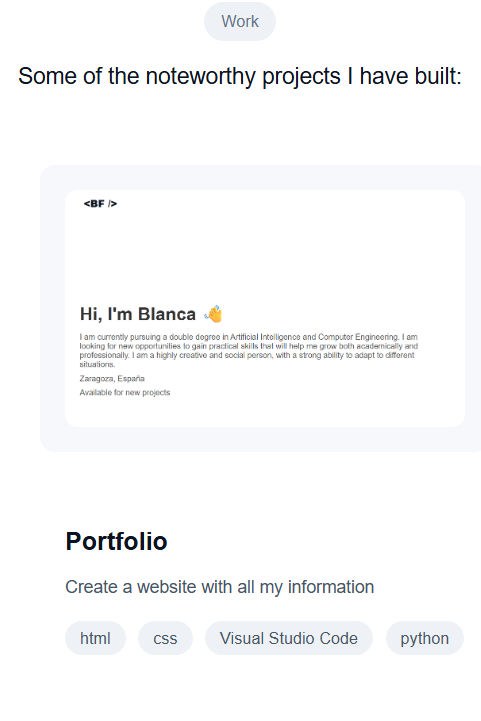 Work
Some of the noteworthy projects I have built:
<BF />
Hi, I'm Blanca 👋
I am currently pursuing a double degree in Artificial Intelligence and Computer Engineering. I am
looking for new opportunities to gain practical skills that will help me grow both academically and
professionally. I am a highly creative and social person, with a strong ability to adapt to different
situations.
Zaragoza, España
Available for new projects
Portfolio
Create a website with all my information
html css Visual Studio Code python